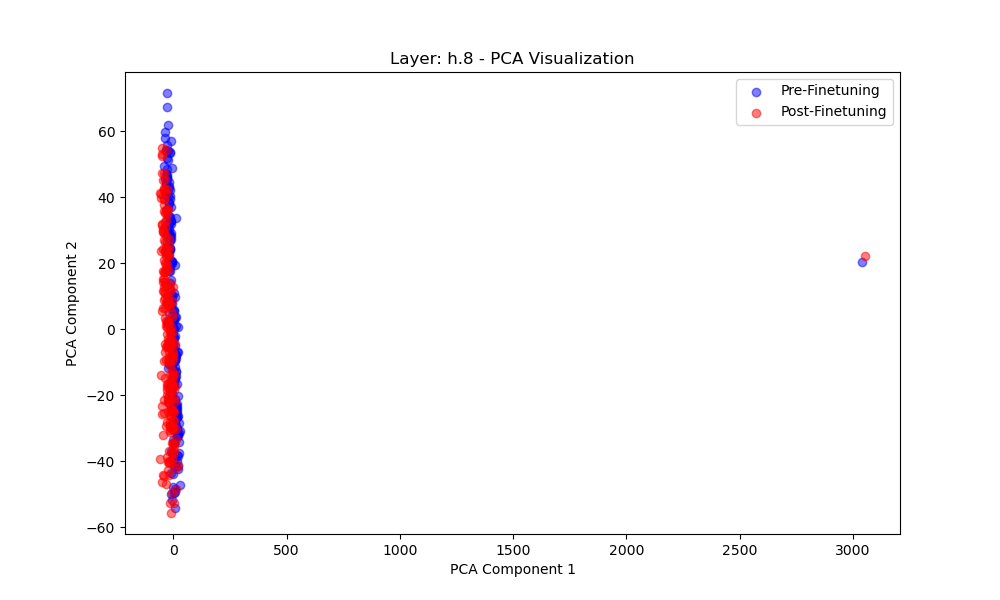 Layer: h.8 - PCA Visualization
Pre-Finetuning
Post-Finetuning
PCA Component 2
60
40
20
0
−20
−40
−60
0 500 1000 1500 2000 2500 3000
PCA Component 1